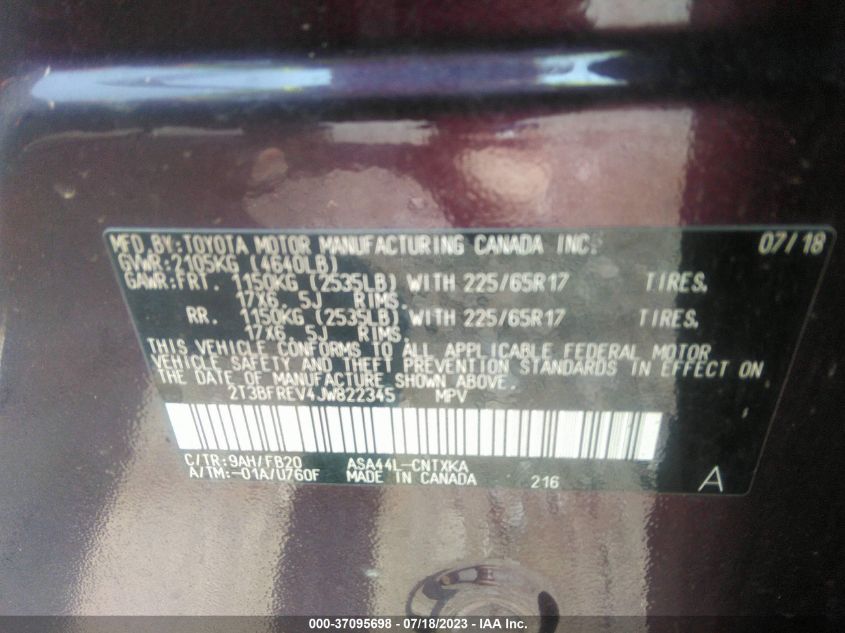 MFD.BY:TOYOTA MOTOR MANUFACTURING CANADA INC. 07/18
GVWR:2105KG (4640LB)
GAWR:FRT. 1150KG (2535LB) WITH 225/65R17 TIRES,
17X6. 5J RIMS.
RR. 1150KG (2535LB) WITH 225/65R17 TIRES,
17X6. 5J RIMS.
THIS VEHICLE CONFORMS TO ALL APPLICABLE FEDERAL MOTOR
VEHICLE SAFETY AND THEFT PREVENTION STANDARDS IN EFFECT ON
THE DATE OF MANUFACTURE SHOWN ABOVE.
2T3BFREV4JW822345 MPV
C/TR:9AH/FB20 ASA44L-CNTXKA
A/TM:-01A/U760F MADE IN CANADA 216 A
000-37095698 - 07/18/2023 - IAA Inc.